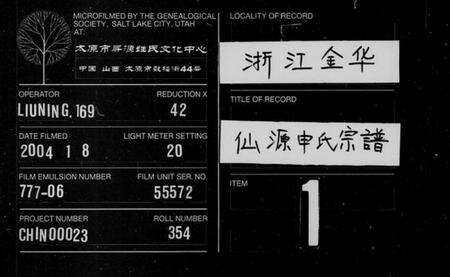 MICROFILMED BY THE GENEALOGICAL
SOCIETY, SALT LAKE CITY, UTAH
AT
太原市寻源姓氏文化中心
中国 山西 太原市鼓楼街44号
OPERATOR
LIUNING, 169
REDUCTION X
42
DATE FILMED
2004 1 8
LIGHT METER SETTING
20
FILM EMULSION NUMBER
777-06
FILM UNIT SER. NO.
55572
PROJECT NUMBER
CHIN00023
ROLL NUMBER
354
LOCALITY OF RECORD
浙江金华
TITLE OF RECORD
仙源申氏宗譜
ITEM
1